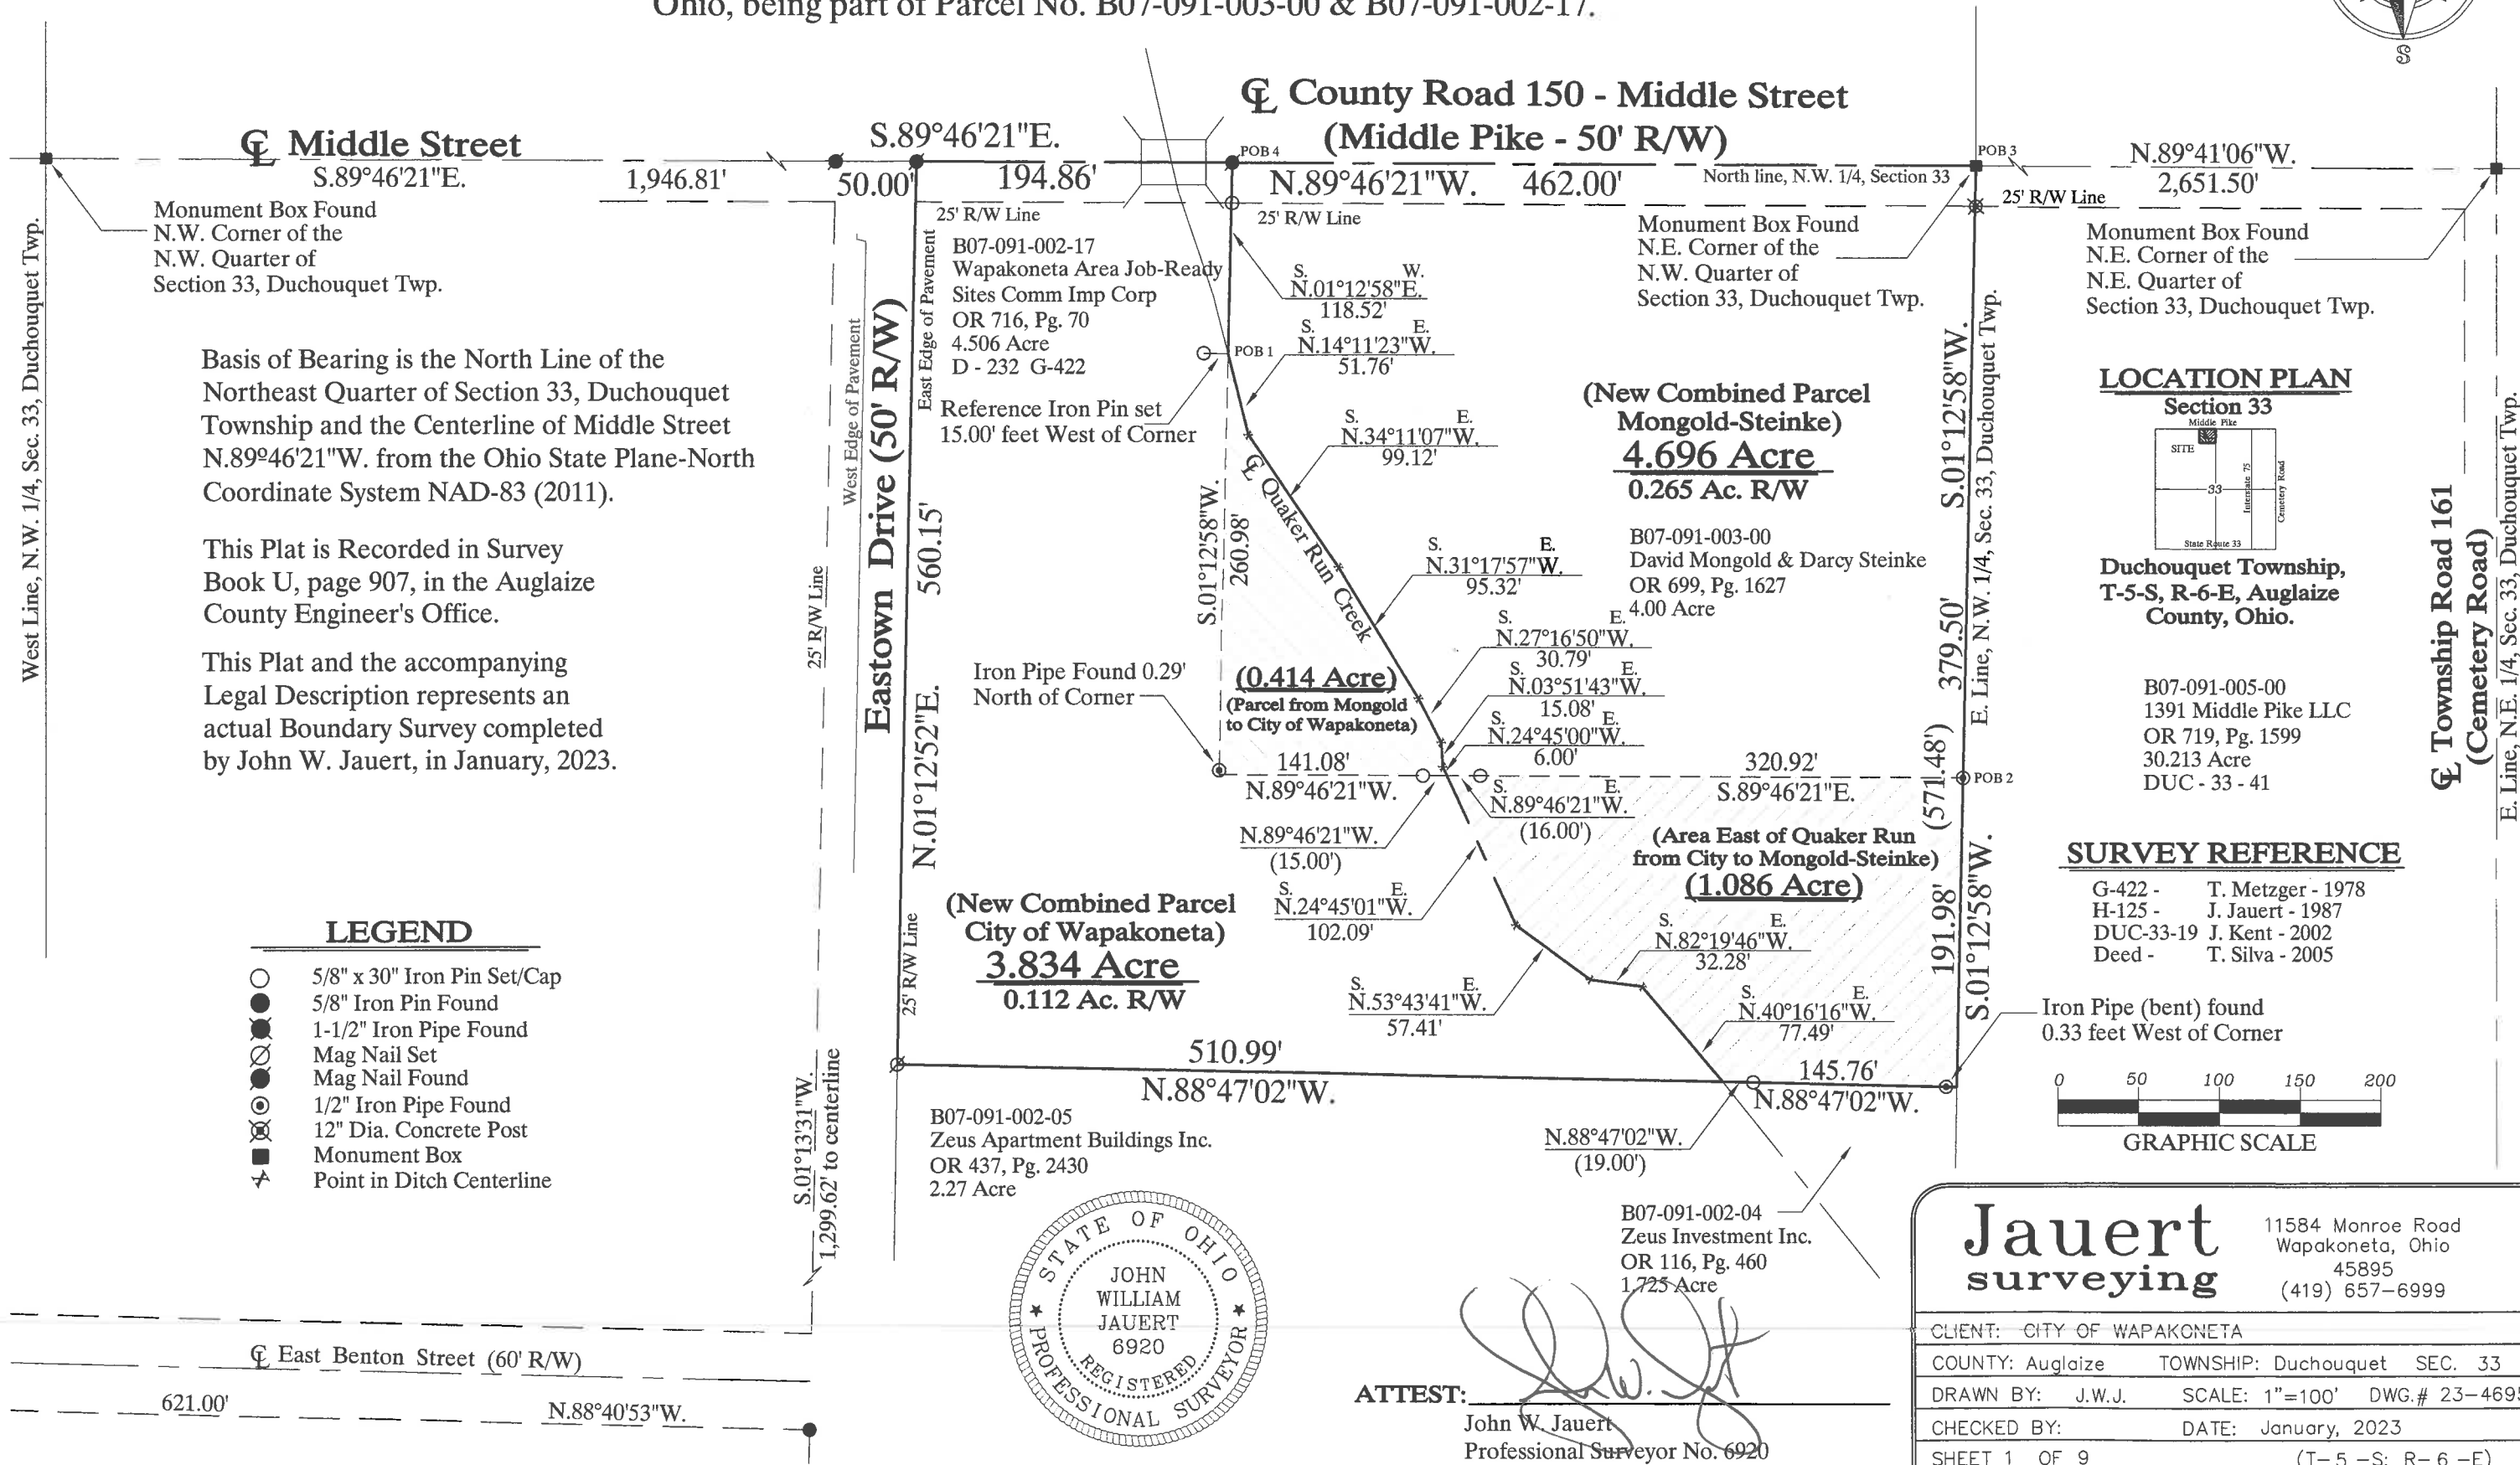 Ohio, being part of Parcel No. B07-091-003-00 & B07-091-002-17.
S
℄ County Road 150 - Middle Street
(Middle Pike - 50' R/W)
℄ Middle Street
S.89°46'21"E.
1,946.81'
50.00'
S.89°46'21"E.
194.86'
POB 4
N.89°46'21"W.
462.00'
North line, N.W. 1/4, Section 33
POB 3
N.89°41'06"W.
2,651.50'
25' R/W Line
25' R/W Line
25' R/W Line
Monument Box Found
N.W. Corner of the
N.W. Quarter of
Section 33, Duchouquet Twp.
West Line, N.W. 1/4, Sec. 33, Duchouquet Twp.
Basis of Bearing is the North Line of the
Northeast Quarter of Section 33, Duchouquet
Township and the Centerline of Middle Street
N.89º46'21"W. from the Ohio State Plane-North
Coordinate System NAD-83 (2011).
This Plat is Recorded in Survey
Book U, page 907, in the Auglaize
County Engineer's Office.
This Plat and the accompanying
Legal Description represents an
actual Boundary Survey completed
by John W. Jauert, in January, 2023.
LEGEND
5/8" x 30" Iron Pin Set/Cap
5/8" Iron Pin Found
1-1/2" Iron Pipe Found
Mag Nail Set
Mag Nail Found
1/2" Iron Pipe Found
12" Dia. Concrete Post
Monument Box
Point in Ditch Centerline
West Edge of Pavement
25' R/W Line
Eastown Drive (50' R/W)
East Edge of Pavement
560.15'
N.01°12'52"E.
25' R/W Line
S.01°13'31"W.
1,299.62' to centerline
B07-091-002-17
Wapakoneta Area Job-Ready
Sites Comm Imp Corp
OR 716, Pg. 70
4.506 Acre
D - 232 G-422
Reference Iron Pin set
15.00' feet West of Corner
POB 1
S. W.
N.01°12'58"E.
118.52'
S. E.
N.14°11'23"W.
51.76'
S. E.
N.34°11'07"W.
99.12'
S. E.
N.31°17'57"W.
95.32'
S. E.
N.27°16'50"W.
30.79'
S. E.
N.03°51'43"W.
15.08'
S. E.
N.24°45'00"W.
6.00'
℄ Quaker Run Creek
S.01°12'58"W.
260.98'
Iron Pipe Found 0.29'
North of Corner
(0.414 Acre)
(Parcel from Mongold
to City of Wapakoneta)
141.08'
N.89°46'21"W.
N.89°46'21"W.
(15.00')
S. E.
N.89°46'21"W.
(16.00')
320.92'
S.89°46'21"E.
POB 2
Monument Box Found
N.E. Corner of the
N.W. Quarter of
Section 33, Duchouquet Twp.
(New Combined Parcel
Mongold-Steinke)
4.696 Acre
0.265 Ac. R/W
B07-091-003-00
David Mongold & Darcy Steinke
OR 699, Pg. 1627
4.00 Acre
S.01°12'58"W.
379.50'
(571.48')
E. Line, N.W. 1/4, Sec. 33, Duchouquet Twp.
191.98'
S.01°12'58"W.
(Area East of Quaker Run
from City to Mongold-Steinke)
(1.086 Acre)
(New Combined Parcel
City of Wapakoneta)
3.834 Acre
0.112 Ac. R/W
S. E.
N.24°45'01"W.
102.09'
S. E.
N.53°43'41"W.
57.41'
S. E.
N.82°19'46"W.
32.28'
S. E.
N.40°16'16"W.
77.49'
510.99'
N.88°47'02"W.
145.76'
N.88°47'02"W.
N.88°47'02"W.
(19.00')
B07-091-002-05
Zeus Apartment Buildings Inc.
OR 437, Pg. 2430
2.27 Acre
B07-091-002-04
Zeus Investment Inc.
OR 116, Pg. 460
1.725 Acre
Monument Box Found
N.E. Corner of the
N.E. Quarter of
Section 33, Duchouquet Twp.
LOCATION PLAN
Section 33
Middle Pike
SITE
33
Interstate 75
Cemetery Road
State Route 33
Duchouquet Township,
T-5-S, R-6-E, Auglaize
County, Ohio.
B07-091-005-00
1391 Middle Pike LLC
OR 719, Pg. 1599
30.213 Acre
DUC - 33 - 41
℄ Township Road 161
(Cemetery Road)
E. Line, N.E. 1/4, Sec. 33, Duchouquet Twp.
SURVEY REFERENCE
G-422 - T. Metzger - 1978
H-125 - J. Jauert - 1987
DUC-33-19 J. Kent - 2002
Deed - T. Silva - 2005
Iron Pipe (bent) found
0.33 feet West of Corner
0 50 100 150 200
GRAPHIC SCALE
℄ East Benton Street (60' R/W)
621.00'
N.88°40'53"W.
STATE OF OHIO
JOHN
WILLIAM
JAUERT
6920
REGISTERED
PROFESSIONAL SURVEYOR
ATTEST:
John W. Jauert
Professional Surveyor No. 6920
Jauert
surveying
11584 Monroe Road
Wapakoneta, Ohio
45895
(419) 657-6999
CLIENT: CITY OF WAPAKONETA
COUNTY: Auglaize TOWNSHIP: Duchouquet SEC. 33
DRAWN BY: J.W.J. SCALE: 1"=100' DWG.# 23-4695
CHECKED BY: DATE: January, 2023
SHEET 1 OF 9 (T-5-S; R-6-E)